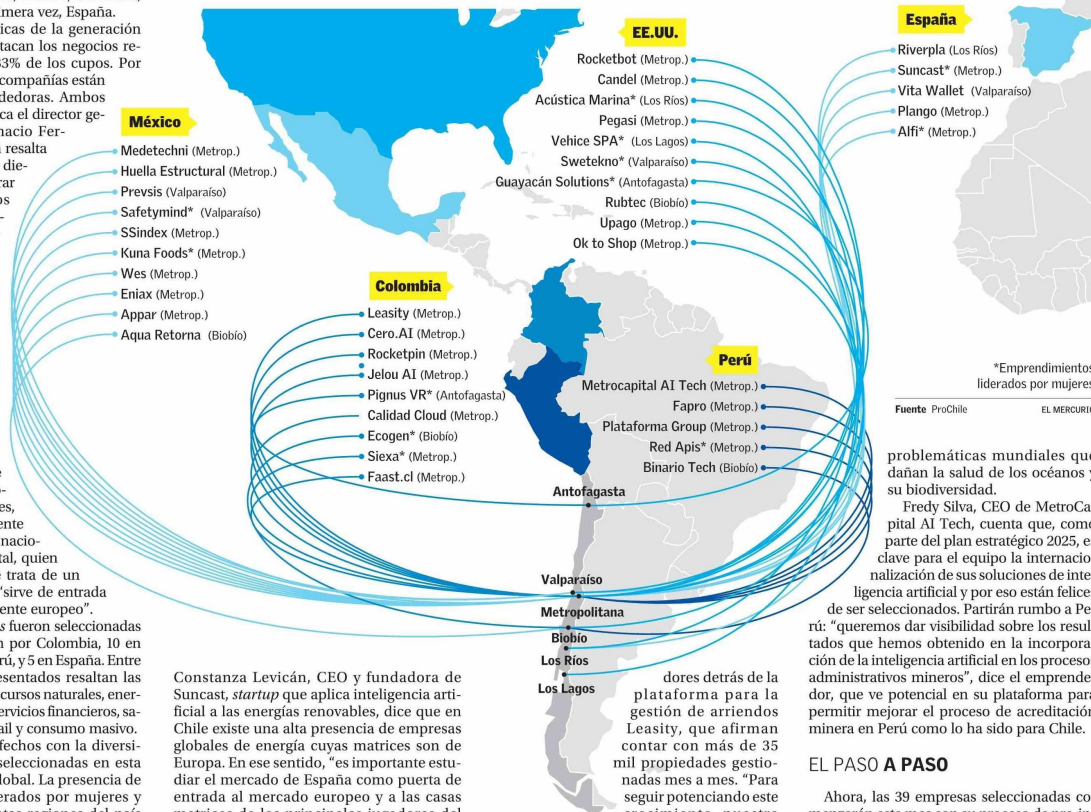 mera vez, España.
icas de la generación
tacan los negocios re-
33% de los cupos. Por
compañías están
dedoras. Ambos
ca el director ge-
nacio Fer-
resalta
die-
rar
os
México
Medetechni (Metrop.)
Huella Estructural (Metrop.)
Prevsis (Valparaíso)
Safetymind* (Valparaíso)
SSindex (Metrop.)
Kuna Foods* (Metrop.)
Wes (Metrop.)
Eniax (Metrop.)
Appar (Metrop.)
Aqua Retorna (Biobío)
EE.UU.
Rocketbot (Metrop.)
Candel (Metrop.)
Acústica Marina* (Los Ríos)
Pegasi (Metrop.)
Vehice SPA* (Los Lagos)
Swetekno* (Valparaíso)
Guayacán Solutions* (Antofagasta)
Rubtec (Biobío)
Upago (Metrop.)
Ok to Shop (Metrop.)
España
Riverpla (Los Ríos)
Suncast* (Metrop.)
Vita Wallet (Valparaíso)
Plango (Metrop.)
Alfi* (Metrop.)
Colombia
Leasity (Metrop.)
Cero.AI (Metrop.)
Rocketpin (Metrop.)
Jelou AI (Metrop.)
Pignus VR* (Antofagasta)
Calidad Cloud (Metrop.)
Ecogen* (Biobío)
Siexa* (Metrop.)
Faast.cl (Metrop.)
Perú
Metrocapital AI Tech (Metrop.)
Fapro (Metrop.)
Plataforma Group (Metrop.)
Red Apis* (Metrop.)
Binario Tech (Biobío)
Antofagasta
Valparaíso
Metropolitana
Biobío
Los Ríos
Los Lagos
*Emprendimientos
liderados por mujeres
Fuente ProChile
EL MERCURI
es,
ente
nacio-
tal, quien
trata de un
“sirve de entrada
ente europeo”.
s fueron seleccionadas
n por Colombia, 10 en
rú, y 5 en España. Entre
esentados resaltan las
cursos naturales, ener-
ervicios financieros, sa-
ail y consumo masivo.
fechos con la diversi-
seleccionadas en esta
lobal. La presencia de
erados por mujeres y
Constanza Levicán, CEO y fundadora de
Suncast, startup que aplica inteligencia arti-
ficial a las energías renovables, dice que en
Chile existe una alta presencia de empresas
globales de energía cuyas matrices son de
Europa. En ese sentido, “es importante estu-
diar el mercado de España como puerta de
entrada al mercado europeo y a las casas
dores detrás de la
plataforma para la
gestión de arriendos
Leasity, que afirman
contar con más de 35
mil propiedades gestio-
nadas mes a mes. “Para
seguir potenciando este
problemáticas mundiales que
dañan la salud de los océanos y
su biodiversidad.
Fredy Silva, CEO de MetroCa-
pital AI Tech, cuenta que, como
parte del plan estratégico 2025, e
clave para el equipo la internacio-
nalización de sus soluciones de inte-
ligencia artificial y por eso están felice
de ser seleccionados. Partirán rumbo a Pe-
rú: “queremos dar visibilidad sobre los resul-
tados que hemos obtenido en la incorpora-
ción de la inteligencia artificial en los proceso
administrativos mineros”, dice el emprende-
dor, que ve potencial en su plataforma para
permitir mejorar el proceso de acreditación
minera en Perú como lo ha sido para Chile.
EL PASO A PASO
Ahora, las 39 empresas seleccionadas co